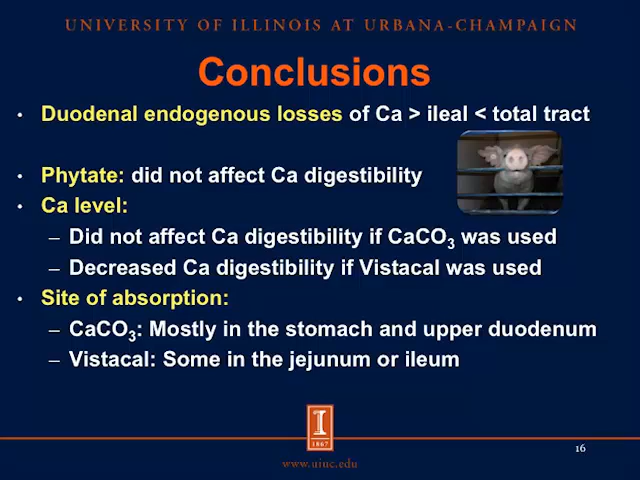 UNIVERSITY OF ILLINOIS AT URBANA-CHAMPAIGN
Conclusions
• Duodenal endogenous losses of Ca > ileal < total tract
• Phytate: did not affect Ca digestibility
• Ca level:
– Did not affect Ca digestibility if CaCO₃ was used
– Decreased Ca digestibility if Vistacal was used
• Site of absorption:
– CaCO₃: Mostly in the stomach and upper duodenum
– Vistacal: Some in the jejunum or ileum
I
1867
www.uiuc.edu
16